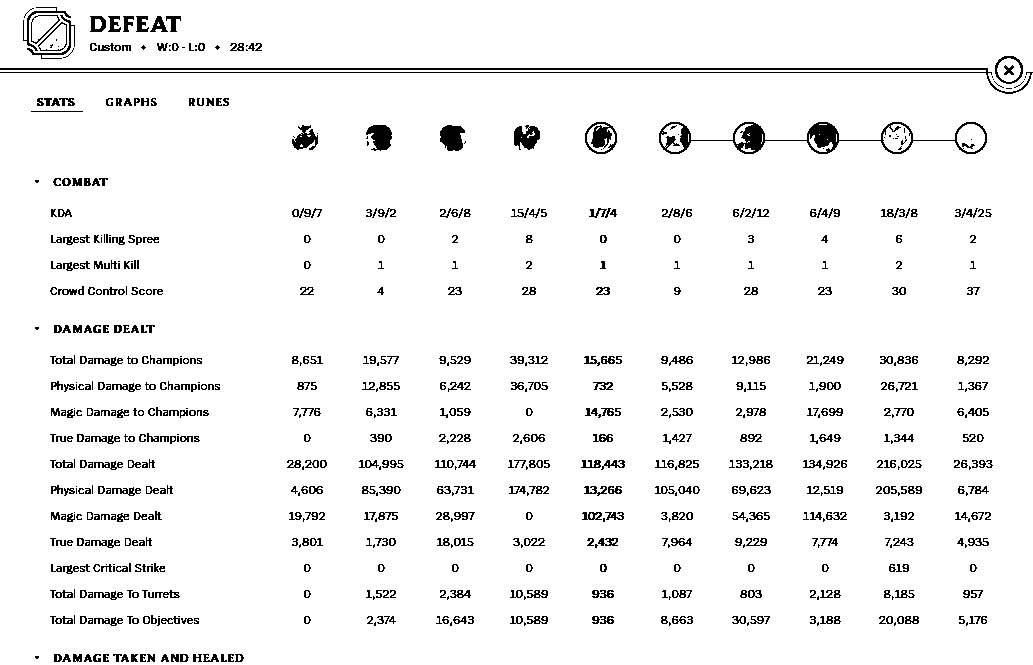 DEFEAT
Custom • W:0 - L:0 • 28:42
STATS GRAPHS RUNES
COMBAT
KDA 0/9/7 3/9/2 2/6/8 15/4/5 1/7/4 2/8/6 6/2/12 6/4/9 18/3/8 3/4/25
Largest Killing Spree 0 0 2 8 0 0 3 4 6 2
Largest Multi Kill 0 1 1 2 1 1 1 1 2 1
Crowd Control Score 22 4 23 28 23 9 28 23 30 37
DAMAGE DEALT
Total Damage to Champions 8,651 19,577 9,529 39,312 15,665 9,486 12,986 21,249 30,836 8,292
Physical Damage to Champions 875 12,855 6,242 36,705 732 5,528 9,115 1,900 26,721 1,367
Magic Damage to Champions 7,776 6,331 1,059 0 14,765 2,530 2,978 17,699 2,770 6,405
True Damage to Champions 0 390 2,228 2,606 166 1,427 892 1,649 1,344 520
Total Damage Dealt 28,200 104,995 110,744 177,805 118,443 116,825 133,218 134,926 216,025 26,393
Physical Damage Dealt 4,606 85,390 63,731 174,782 13,266 105,040 69,623 12,519 205,589 6,784
Magic Damage Dealt 19,792 17,875 28,997 0 102,743 3,820 54,365 114,632 3,192 14,672
True Damage Dealt 3,801 1,730 18,015 3,022 2,432 7,964 9,229 7,774 7,243 4,935
Largest Critical Strike 0 0 0 0 0 0 0 0 619 0
Total Damage To Turrets 0 1,522 2,384 10,589 936 1,087 803 2,128 8,185 957
Total Damage To Objectives 0 2,374 16,643 10,589 936 8,663 30,597 3,188 20,088 5,176
DAMAGE TAKEN AND HEALED